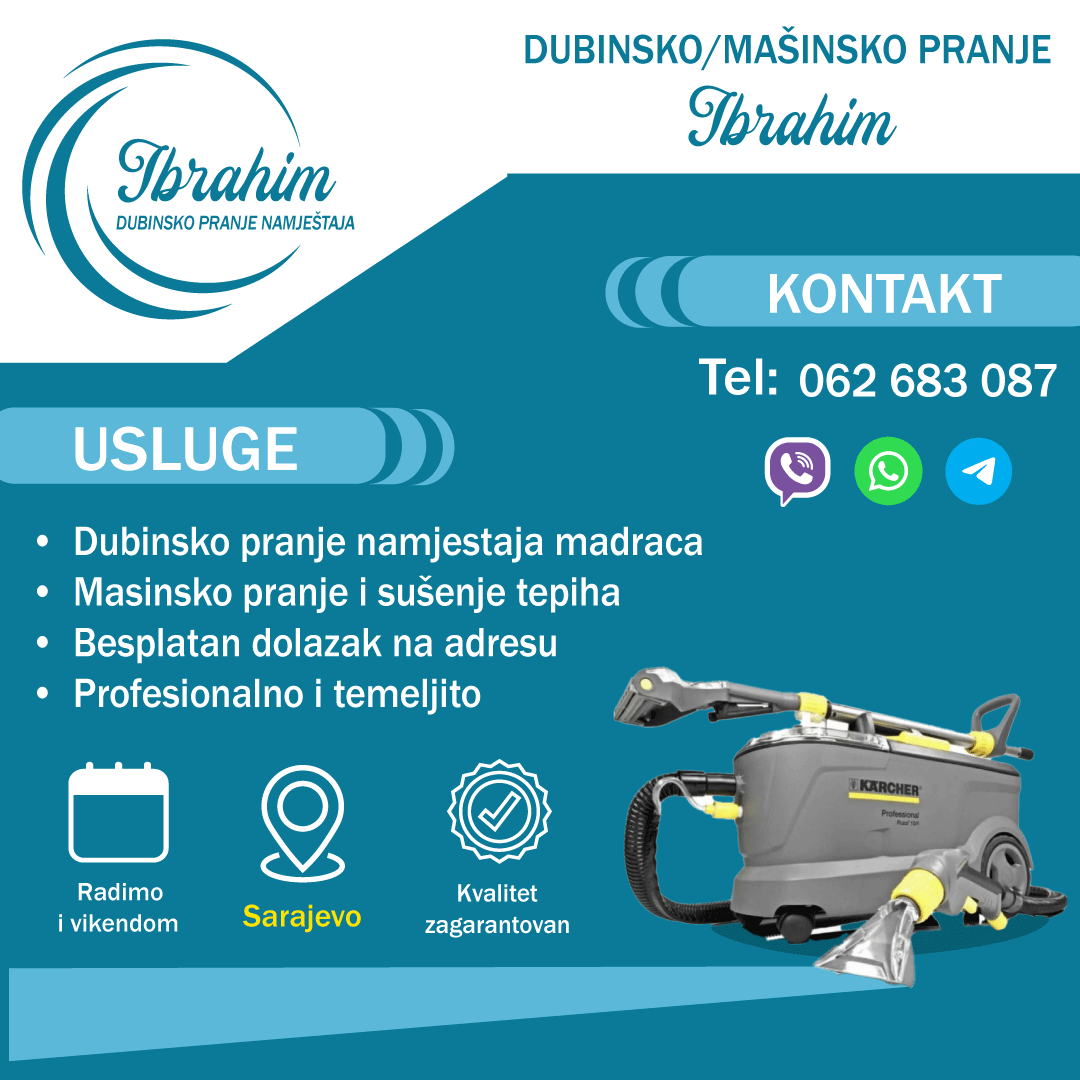 DUBINSKO/MAŠINSKO PRANJE
Ibrahim
Ibrahim
DUBINSKO PRANJE NAMJEŠTAJA
KONTAKT
Tel: 062 683 087
USLUGE
• Dubinsko pranje namjestaja madraca
• Masinsko pranje i sušenje tepiha
• Besplatan dolazak na adresu
• Profesionalno i temeljito
KÄRCHER
Professional
Radimo
i vikendom
Sarajevo
Kvalitet
zagarantovan